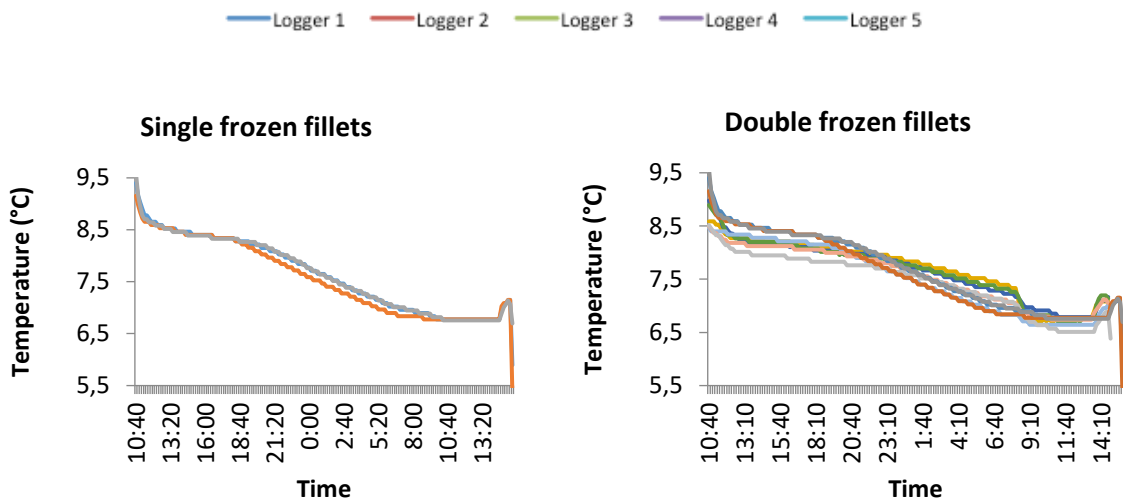 Logger 1 Logger 2 Logger 3 Logger 4 Logger 5
Single frozen fillets
Temperature (°C)
9,5
8,5
7,5
6,5
5,5
10:40 13:20 16:00 18:40 21:20 0:00 2:40 5:20 8:00 10:40 13:20
Time
Double frozen fillets
Temperature (°C)
9,5
8,5
7,5
6,5
5,5
10:40 13:10 15:40 18:10 20:40 23:10 1:40 4:10 6:40 9:10 11:40 14:10
Time